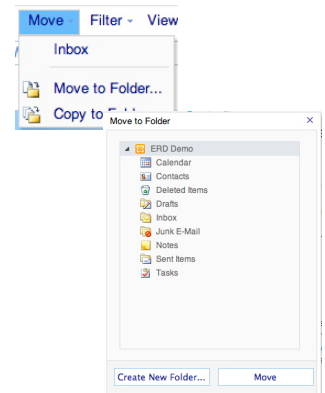 Move Filter View
Inbox
Move to Folder...
Copy to
Move to Folder
ERD Demo
Calendar
Contacts
Deleted Items
Drafts
Inbox
Junk E-Mail
Notes
Sent Items
Tasks
Create New Folder... Move